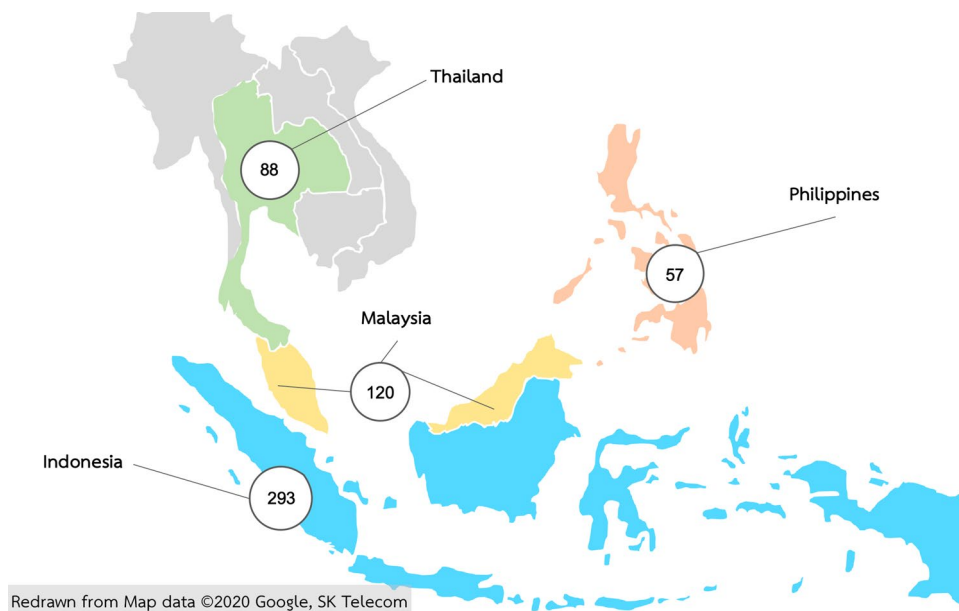 Thailand
88
Philippines
57
Malaysia
120
Indonesia
293
Redrawn from Map data ©2020 Google, SK Telecom